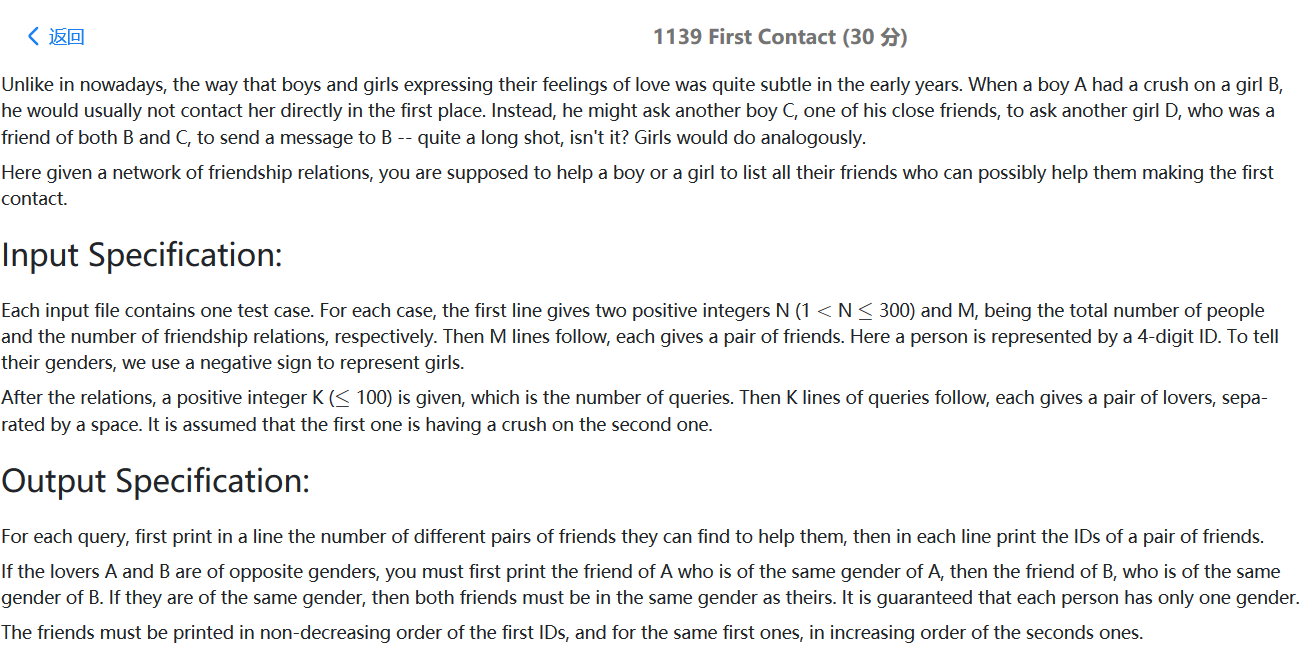 返回
1139 First Contact (30 分)
Unlike in nowadays, the way that boys and girls expressing their feelings of love was quite subtle in the early years. When a boy A had a crush on a girl B,
he would usually not contact her directly in the first place. Instead, he might ask another boy C, one of his close friends, to ask another girl D, who was a
friend of both B and C, to send a message to B -- quite a long shot, isn't it? Girls would do analogously.
Here given a network of friendship relations, you are supposed to help a boy or a girl to list all their friends who can possibly help them making the first
contact.
Input Specification:
Each input file contains one test case. For each case, the first line gives two positive integers N (1 < N ≤ 300) and M, being the total number of people
and the number of friendship relations, respectively. Then M lines follow, each gives a pair of friends. Here a person is represented by a 4-digit ID. To tell
their genders, we use a negative sign to represent girls.
After the relations, a positive integer K (≤ 100) is given, which is the number of queries. Then K lines of queries follow, each gives a pair of lovers, sepa-
rated by a space. It is assumed that the first one is having a crush on the second one.
Output Specification:
For each query, first print in a line the number of different pairs of friends they can find to help them, then in each line print the IDs of a pair of friends.
If the lovers A and B are of opposite genders, you must first print the friend of A who is of the same gender of A, then the friend of B, who is of the same
gender of B. If they are of the same gender, then both friends must be in the same gender as theirs. It is guaranteed that each person has only one gender.
The friends must be printed in non-decreasing order of the first IDs, and for the same first ones, in increasing order of the seconds ones.